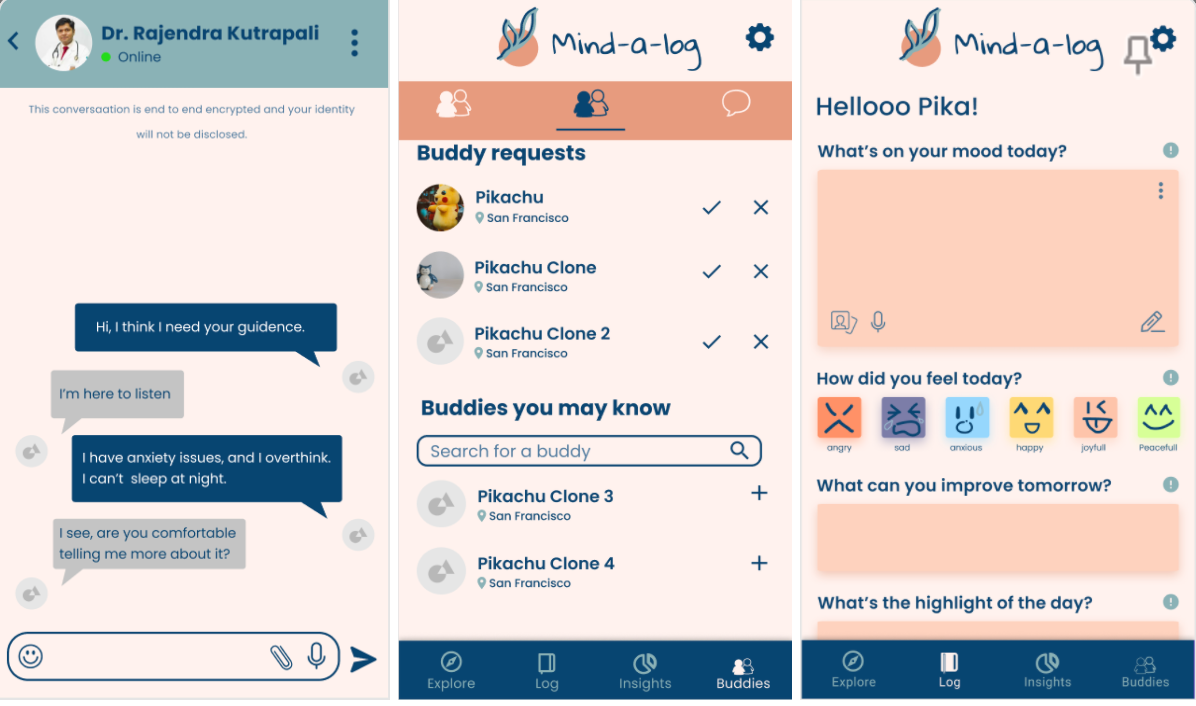 Dr. Rajendra Kutrapali
Online
This conversaation is end to end encrypted and your identity
will not be disclosed.
Hi, I think I need your guidence.
I'm here to listen
I have anxiety issues, and I overthink.
I can't sleep at night.
I see, are you comfortable
telling me more about it?
Mind-a-log
Buddy requests
Pikachu
San Francisco
Pikachu Clone
San Francisco
Pikachu Clone 2
San Francisco
Buddies you may know
Search for a buddy
Pikachu Clone 3
San Francisco
Pikachu Clone 4
San Francisco
Explore Log Insights Buddies
Mind-a-log
Hellooo Pika!
What's on your mood today?
How did you feel today?
angry sad anxious happy joyfull Peacefull
What can you improve tomorrow?
What's the highlight of the day?
Explore Log Insights Buddies